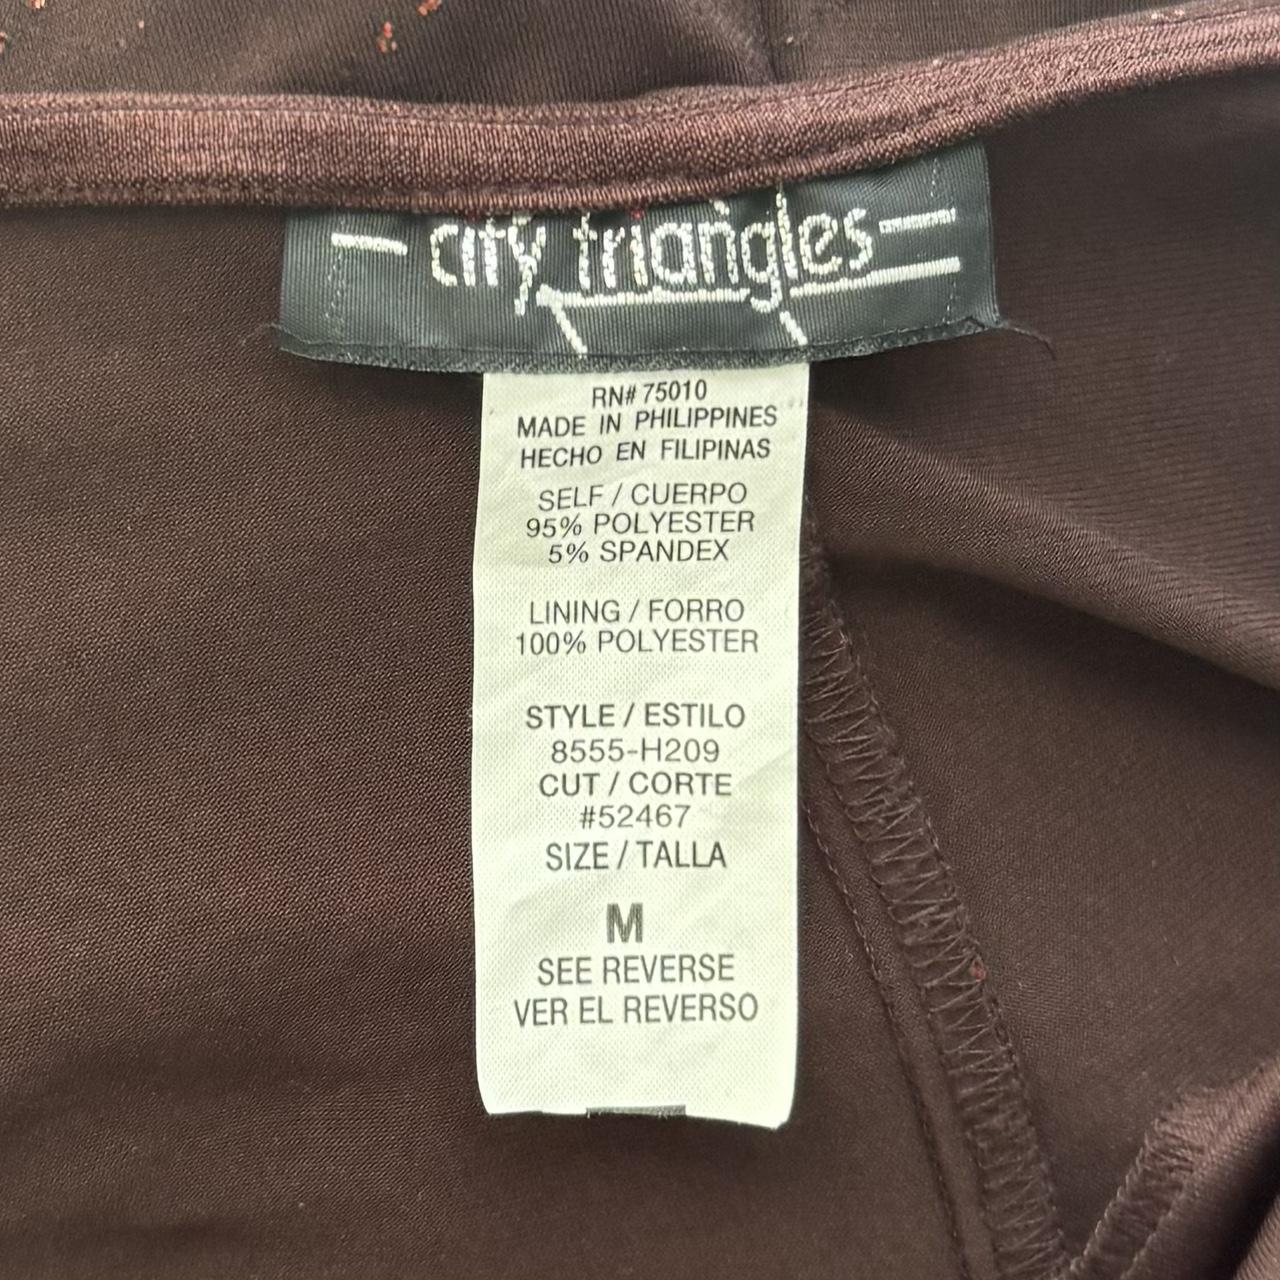 city triangles
RN# 75010
MADE IN PHILIPPINES
HECHO EN FILIPINAS
SELF / CUERPO
95% POLYESTER
5% SPANDEX
LINING / FORRO
100% POLYESTER
STYLE / ESTILO
8555-H209
CUT / CORTE
#52467
SIZE / TALLA
M
SEE REVERSE
VER EL REVERSO